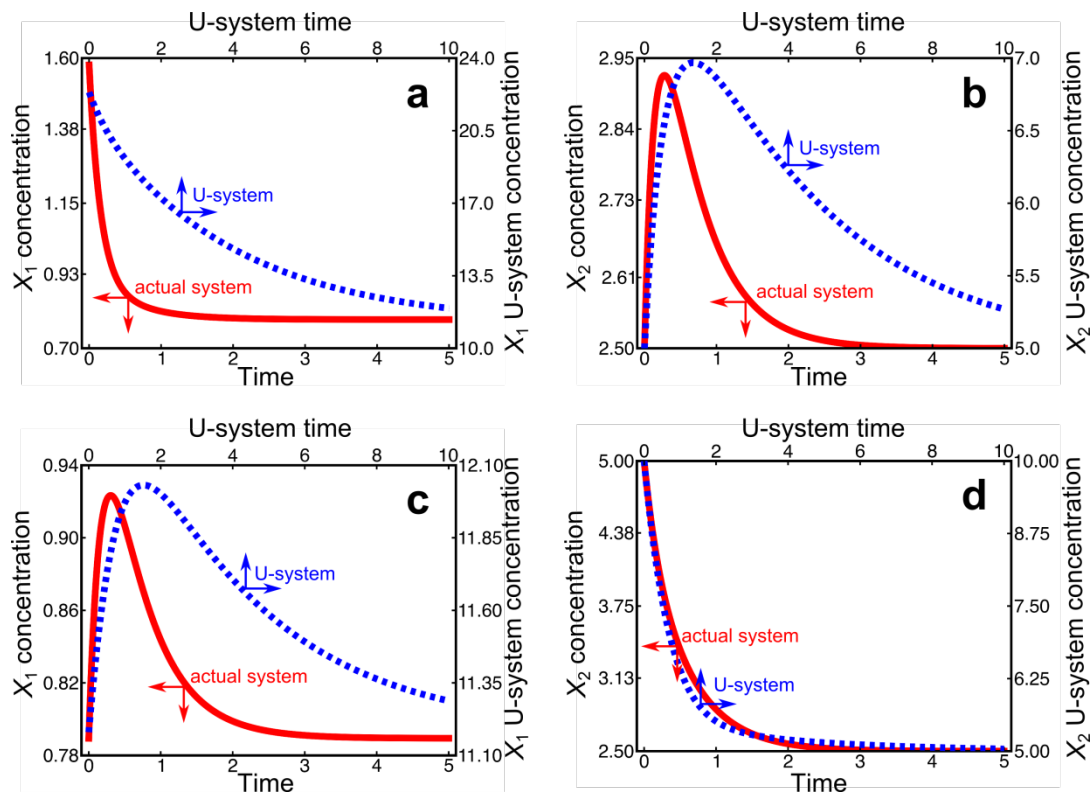 U-system time
0 2 4 6 8 10
a
X1 concentration
1.60
1.38
1.15
0.93
0.70
24.0
20.5
17.0
13.5
10.0
X1 U-system concentration
U-system
actual system
0 1 2 3 4 5
Time
U-system time
0 2 4 6 8 10
b
X2 concentration
2.95
2.84
2.73
2.61
2.50
7.0
6.5
6.0
5.5
5.0
X2 U-system concentration
U-system
actual system
0 1 2 3 4 5
Time
U-system time
0 2 4 6 8 10
c
X1 concentration
0.94
0.90
0.86
0.82
0.78
12.10
11.85
11.60
11.35
11.10
X1 U-system concentration
U-system
actual system
0 1 2 3 4 5
Time
U-system time
0 2 4 6 8 10
d
X2 concentration
5.00
4.38
3.75
3.13
2.50
10.00
8.75
7.50
6.25
5.00
X2 U-system concentration
actual system
U-system
0 1 2 3 4 5
Time